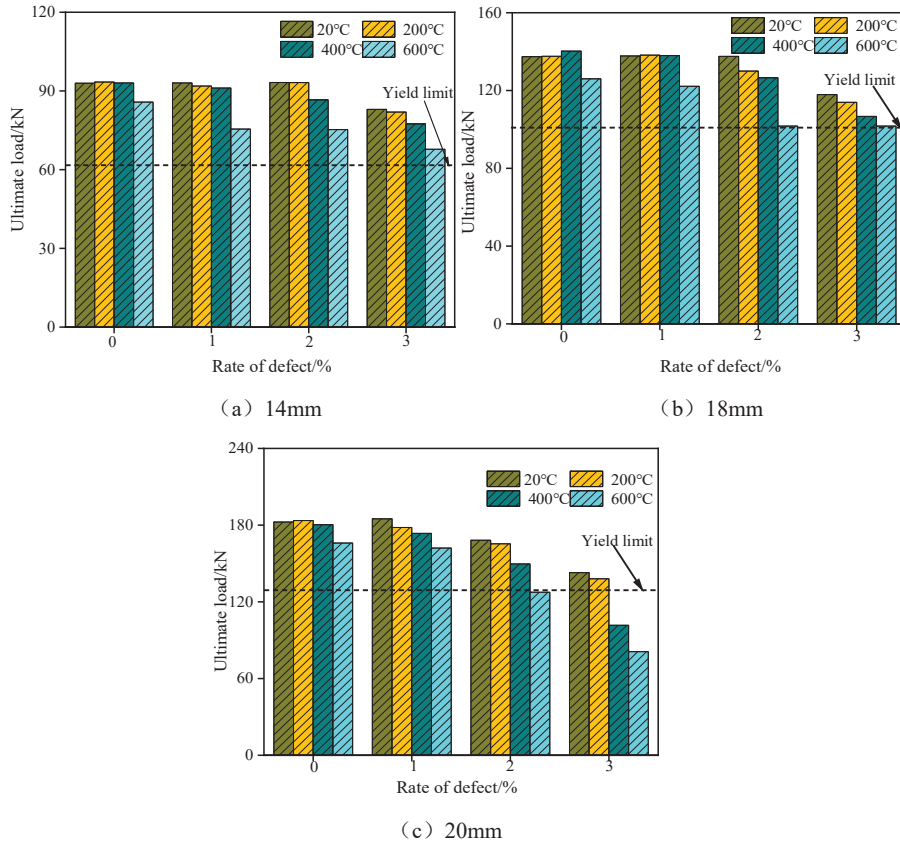 120
90
60
30
0
Ultimate load/kN
20℃ 200℃
400℃ 600℃
Yield limit
0 1 2 3
Rate of defect/%
（a）14mm
160
120
80
40
0
Ultimate load/kN
20℃ 200℃
400℃ 600℃
Yield limit
0 1 2 3
Rate of defect/%
（b）18mm
240
180
120
60
0
Ultimate load/kN
20℃ 200℃
400℃ 600℃
Yield limit
0 1 2 3
Rate of defect/%
（c）20mm